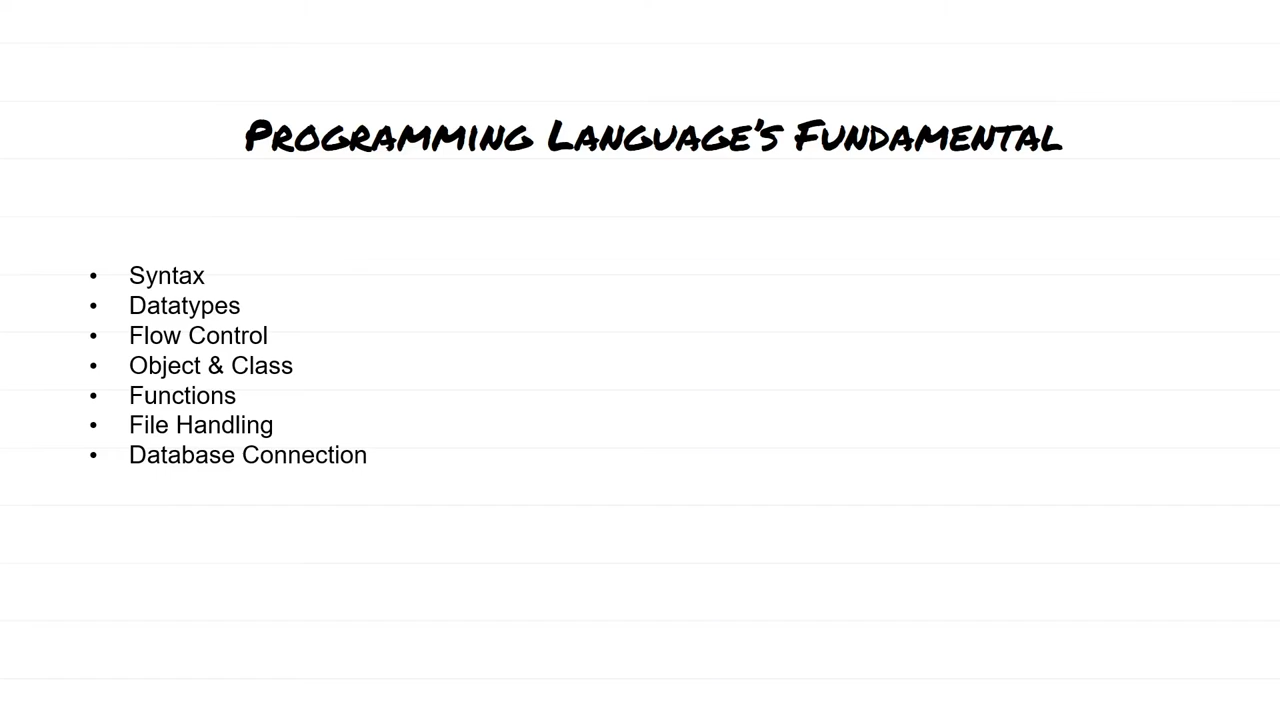 Programming Language's Fundamental
• Syntax
• Datatypes
• Flow Control
• Object & Class
• Functions
• File Handling
• Database Connection